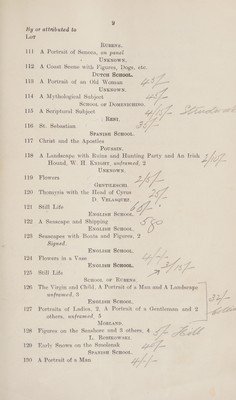 9
By or attributed to
Lot
Rubens.
111 A Portrait of Seneca, on panel
Unknown.
112 A Coast Scene with Figures, Dogs, etc.
Dutch School.
113 A Portrait of an Old Woman 45/-
Unknown.
114 A Mythological Subject 45/-
School of Domenichino.
115 A Scriptural Subject
Reni.
116 St. Sebastian
Spanish School.
117 Christ and the Apostles
Poussin.
118 A Landscape with Ruins and Hunting Party and An Irish
Hound, W. H. Knight, unframed, 2
Unknown.
119 Flowers
Gentileschi.
120 Thomyris with the Head of Cyrus
D. Velasquez.
121 Still Life
English School.
122 A Seascape and Shipping
English School.
123 Seascapes with Boats and Figures, 2
Signed.
English School.
124 Flowers in a Vase
English School.
125 Still Life
School of Rubens.
126 The Virgin and Child, A Portrait of a Man and A Landscape
unframed, 3
English School.
127 Portraits of Ladies, 2, A Portrait of a Gentleman and 2
others, unframed, 5
Morland.
128 Figures on the Seashore and 3 others, 4
129 Early Snows on the Smolensk
Spanish School.
130 A Portrait of a Man